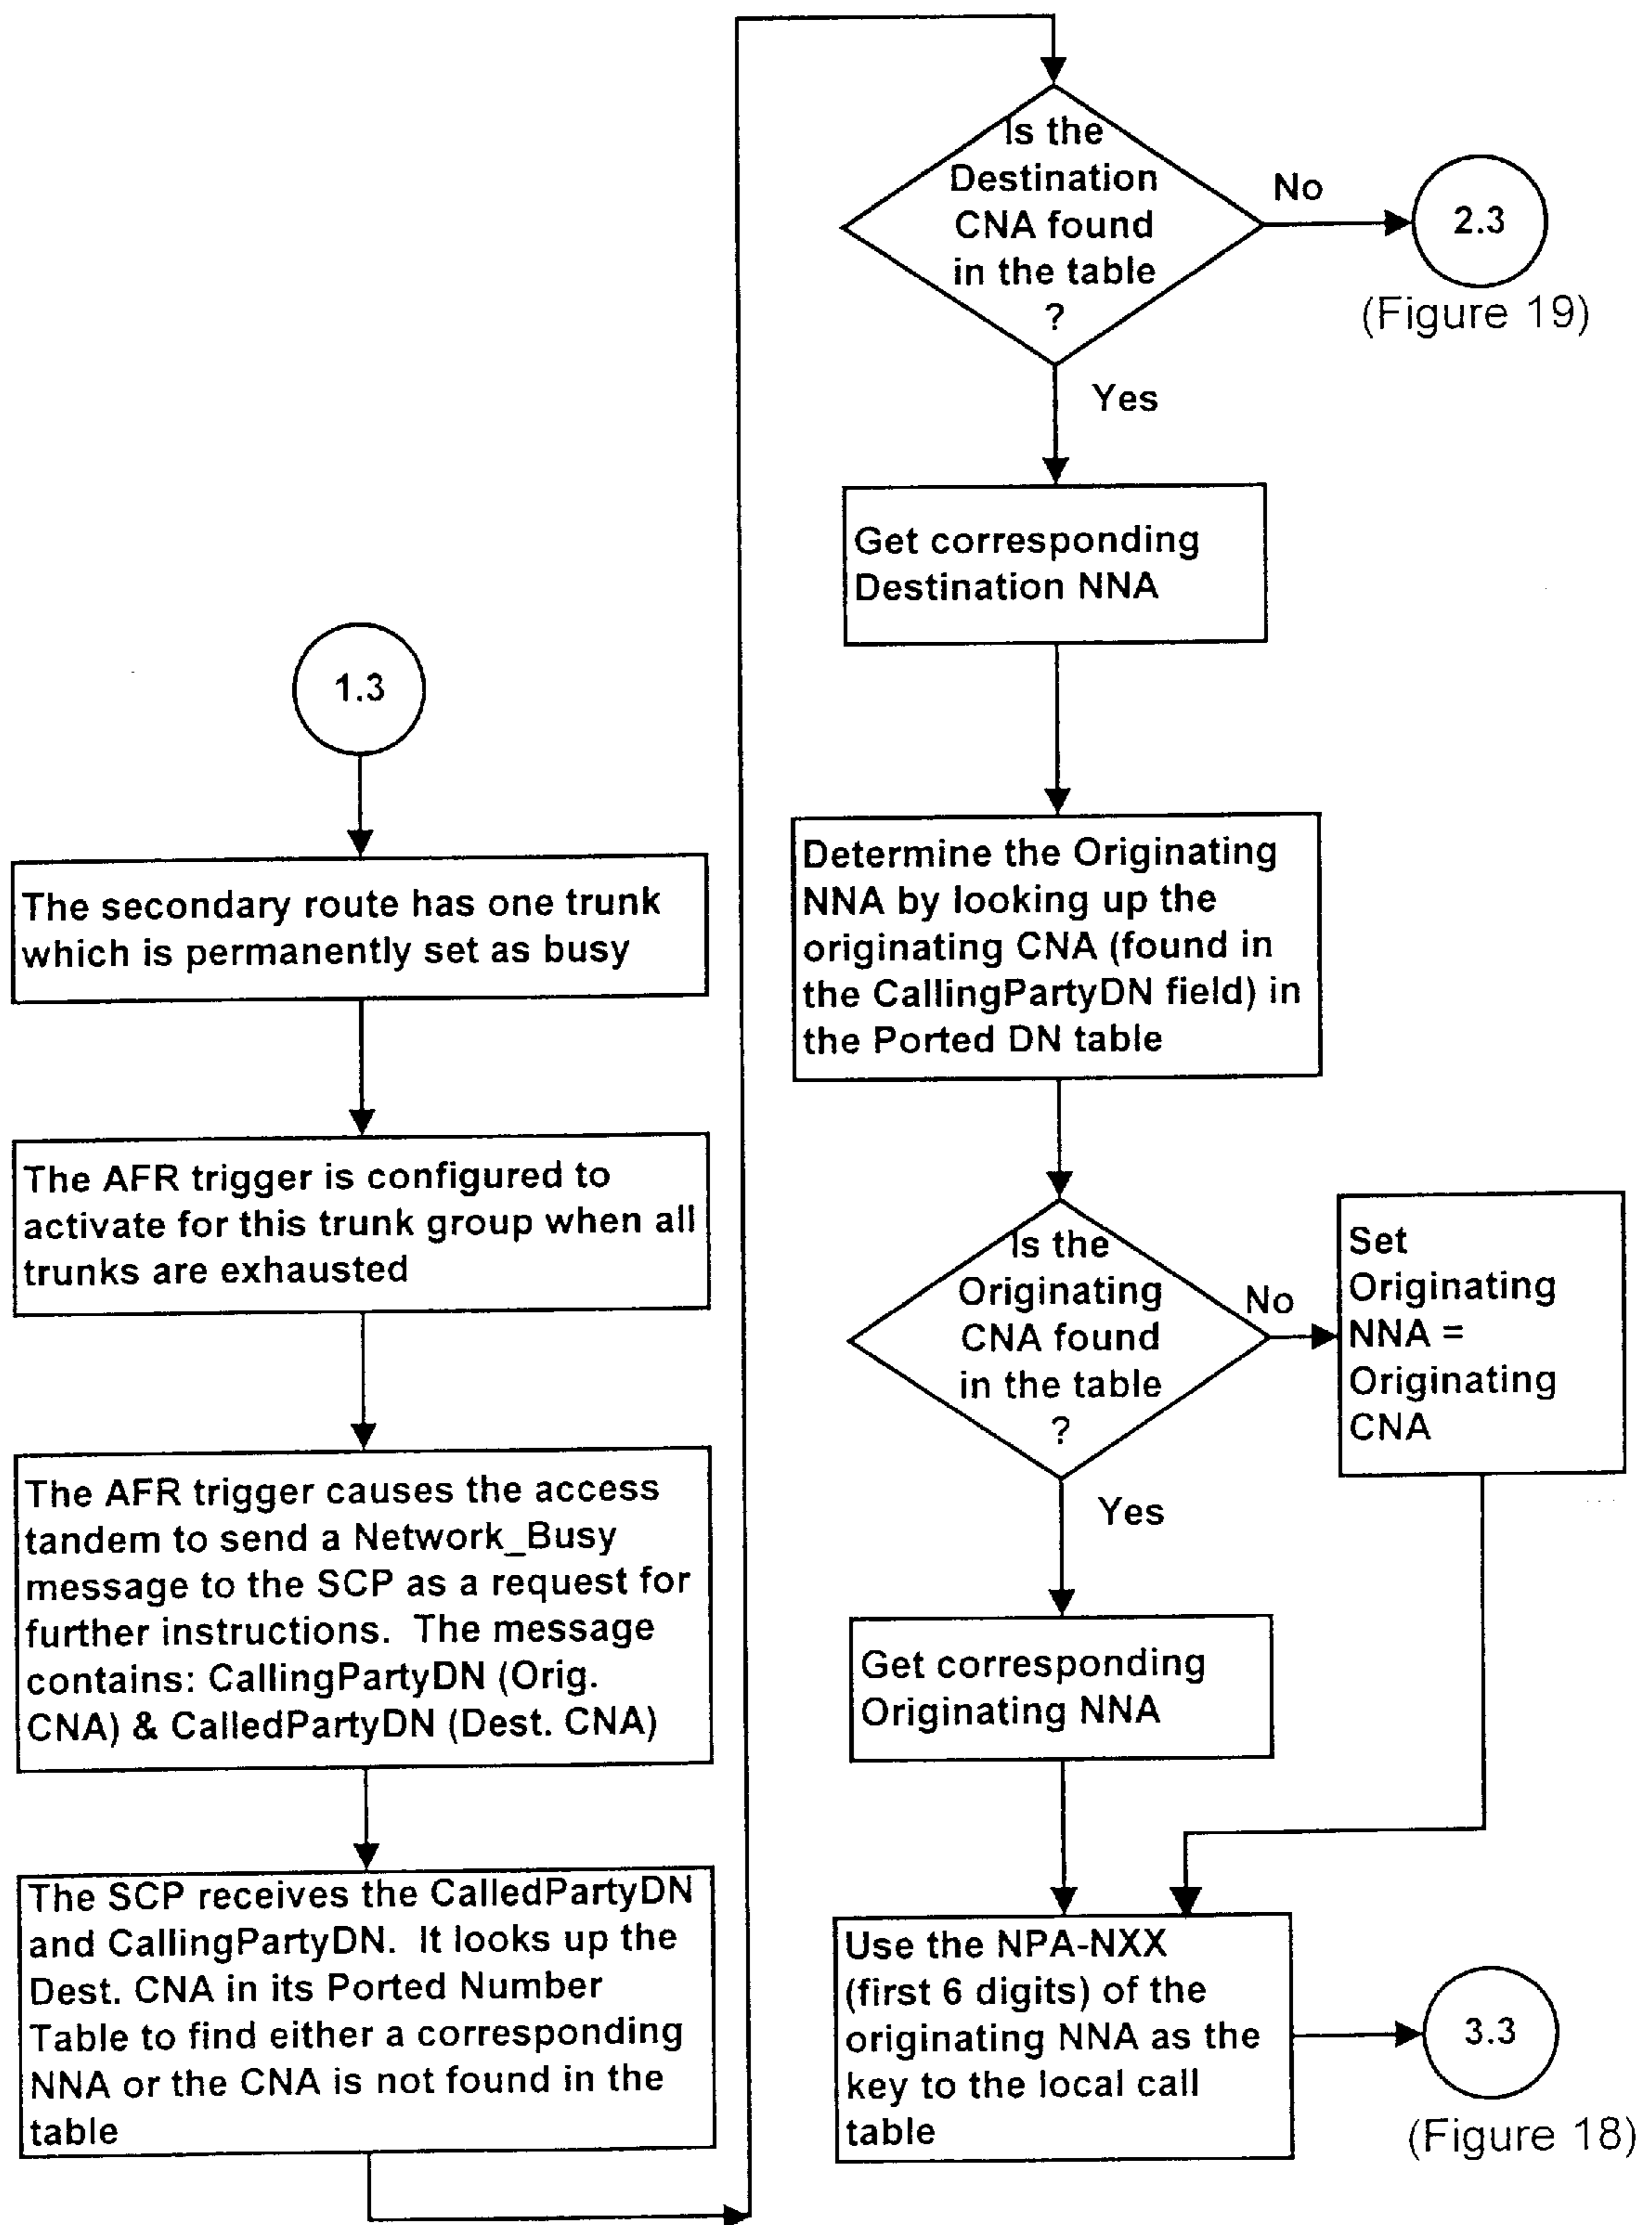 1.3
The secondary route has one trunk
which is permanently set as busy
The AFR trigger is configured to
activate for this trunk group when all
trunks are exhausted
The AFR trigger causes the access
tandem to send a Network_Busy
message to the SCP as a request for
further instructions. The message
contains: CallingPartyDN (Orig.
CNA) & CalledPartyDN (Dest. CNA)
The SCP receives the CalledPartyDN
and CallingPartyDN. It looks up the
Dest. CNA in its Ported Number
Table to find either a corresponding
NNA or the CNA is not found in the
table
Is the
Destination
CNA found
in the table
?
No
2.3
(Figure 19)
Yes
Get corresponding
Destination NNA
Determine the Originating
NNA by looking up the
originating CNA (found in
the CallingPartyDN field) in
the Ported DN table
Is the
Originating
CNA found
in the table
?
No
Set
Originating
NNA =
Originating
CNA
Yes
Get corresponding
Originating NNA
Use the NPA-NXX
(first 6 digits) of the
originating NNA as the
key to the local call
table
3.3
(Figure 18)